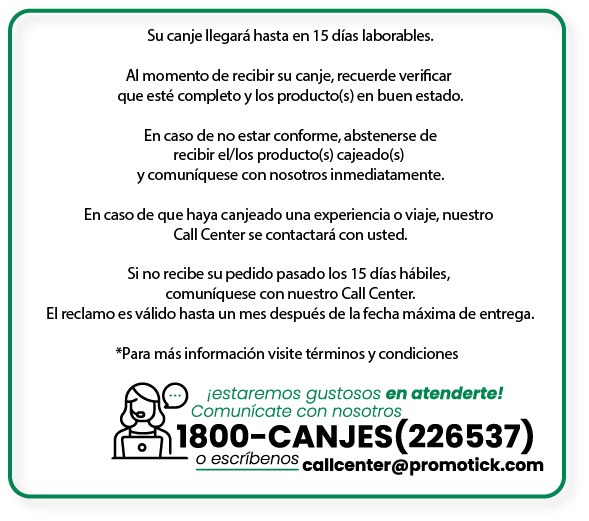 Su canje llegará hasta en 15 días laborables.
Al momento de recibir su canje, recuerde verificar
que esté completo y los producto(s) en buen estado.
En caso de no estar conforme, abstenerse de
recibir el/los producto(s) cajeado(s)
y comuníquese con nosotros inmediatamente.
En caso de que haya canjeado una experiencia o viaje, nuestro
Call Center se contactará con usted.
Si no recibe su pedido pasado los 15 días hábiles,
comuníquese con nuestro Call Center.
El reclamo es válido hasta un mes después de la fecha máxima de entrega.
*Para más información visite términos y condiciones
¡estaremos gustosos en atenderte!
Comunícate con nosotros
1800-CANJES(226537)
o escríbenos callcenter@promotick.com